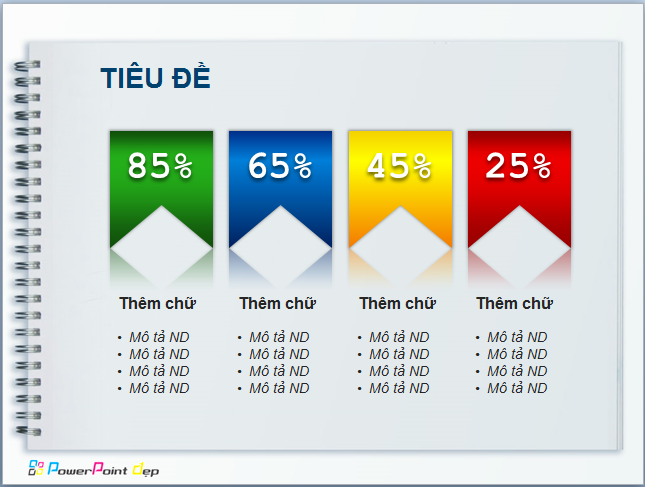 TIÊU ĐỀ
85% 65% 45% 25%
Thêm chữ Thêm chữ Thêm chữ Thêm chữ
• Mô tả ND • Mô tả ND • Mô tả ND • Mô tả ND
• Mô tả ND • Mô tả ND • Mô tả ND • Mô tả ND
• Mô tả ND • Mô tả ND • Mô tả ND • Mô tả ND
• Mô tả ND • Mô tả ND • Mô tả ND • Mô tả ND
PowerPoint đẹp